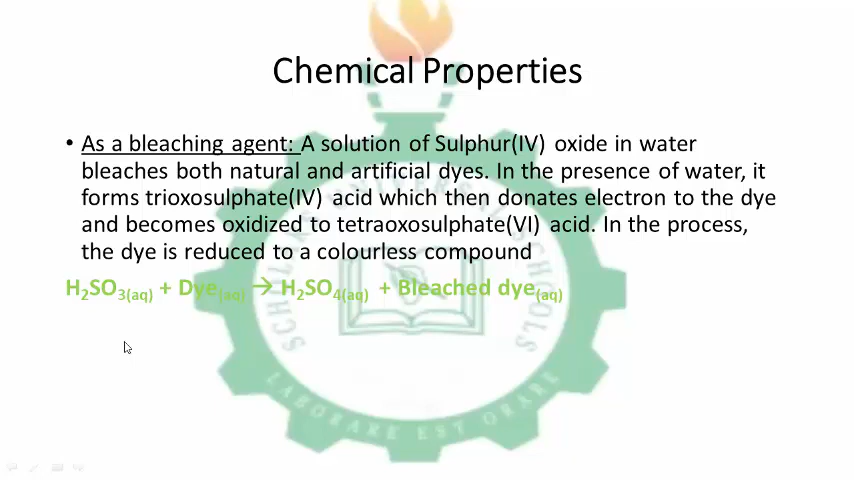 Chemical Properties
• As a bleaching agent: A solution of Sulphur(IV) oxide in water
bleaches both natural and artificial dyes. In the presence of water, it
forms trioxosulphate(IV) acid which then donates electron to the dye
and becomes oxidized to tetraoxosulphate(VI) acid. In the process,
the dye is reduced to a colourless compound
H₂SO₃(aq) + Dye(aq) → H₂SO₄(aq) + Bleached dye(aq)
LABORARE EST ORARE